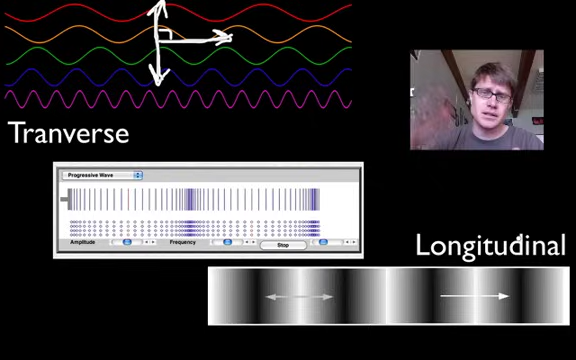 Tranverse
Progressive Wave
Amplitude Frequency Stop
Longitudinal